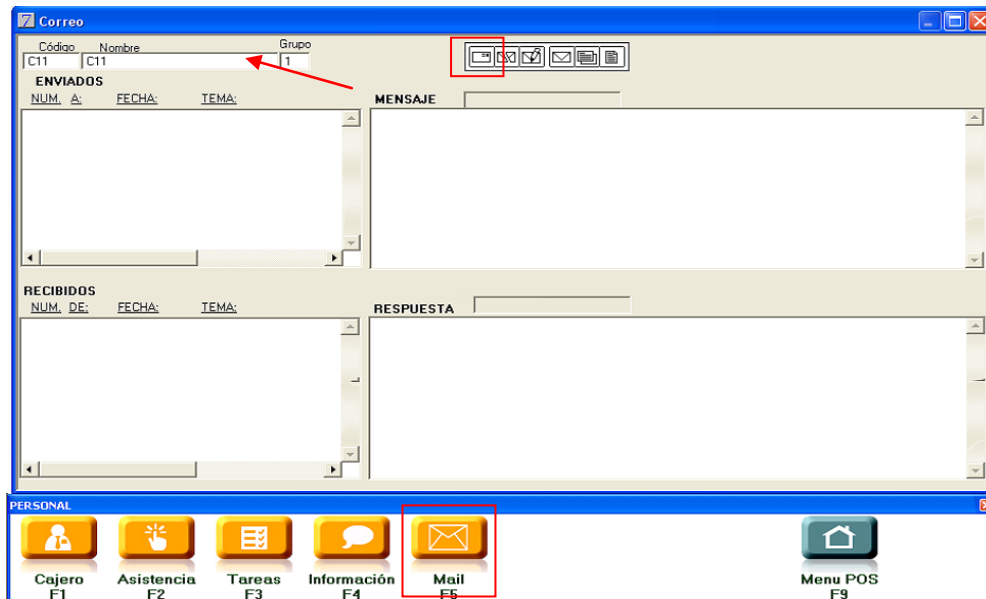 7 Correo
Código Nombre Grupo
C11 C11 1
ENVIADOS
NUM. A: FECHA: TEMA:
MENSAJE
RECIBIDOS
NUM. DE: FECHA: TEMA:
RESPUESTA
PERSONAL
Cajero Asistencia Tareas Información Mail Menu POS
F1 F2 F3 F4 F5 F9